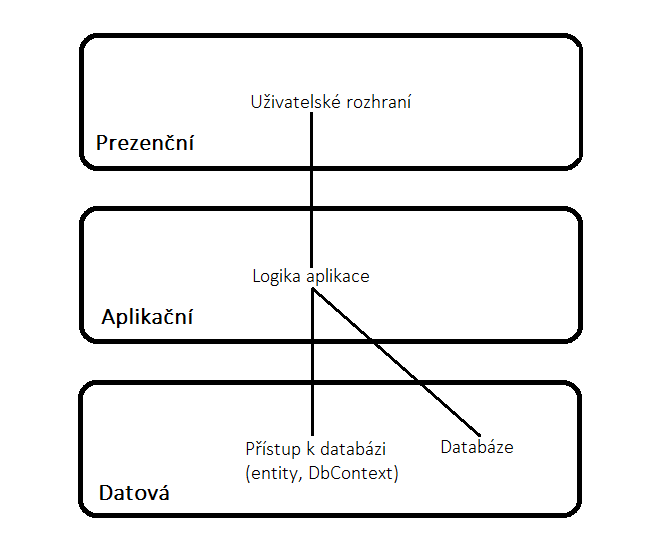 Uživatelské rozhraní
Prezenční
Logika aplikace
Aplikační
Přístup k databázi
(entity, DbContext)
Databáze
Datová